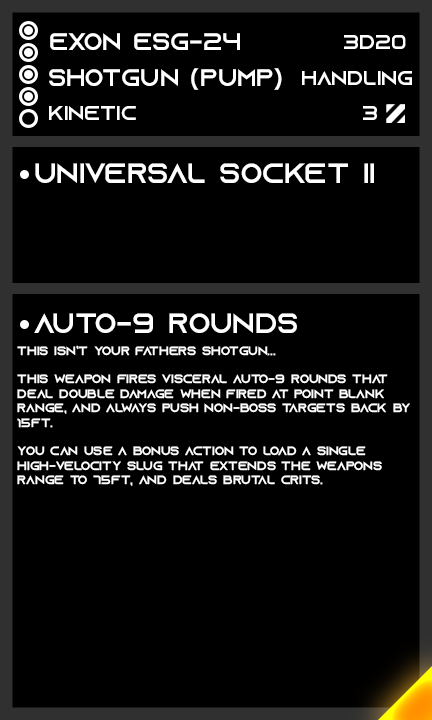 EXON ESG-24 3D20
SHOTGUN (PUMP) HANDLING
KINETIC 3
•UNIVERSAL SOCKET II
•AUTO-9 ROUNDS
THIS ISN'T YOUR FATHERS SHOTGUN...
THIS WEAPON FIRES VISCERAL AUTO-9 ROUNDS THAT
DEAL DOUBLE DAMAGE WHEN FIRED AT POINT BLANK
RANGE, AND ALWAYS PUSH NON-BOSS TARGETS BACK BY
15FT.
YOU CAN USE A BONUS ACTION TO LOAD A SINGLE
HIGH-VELOCITY SLUG THAT EXTENDS THE WEAPONS
RANGE TO 75FT, AND DEALS BRUTAL CRITS.